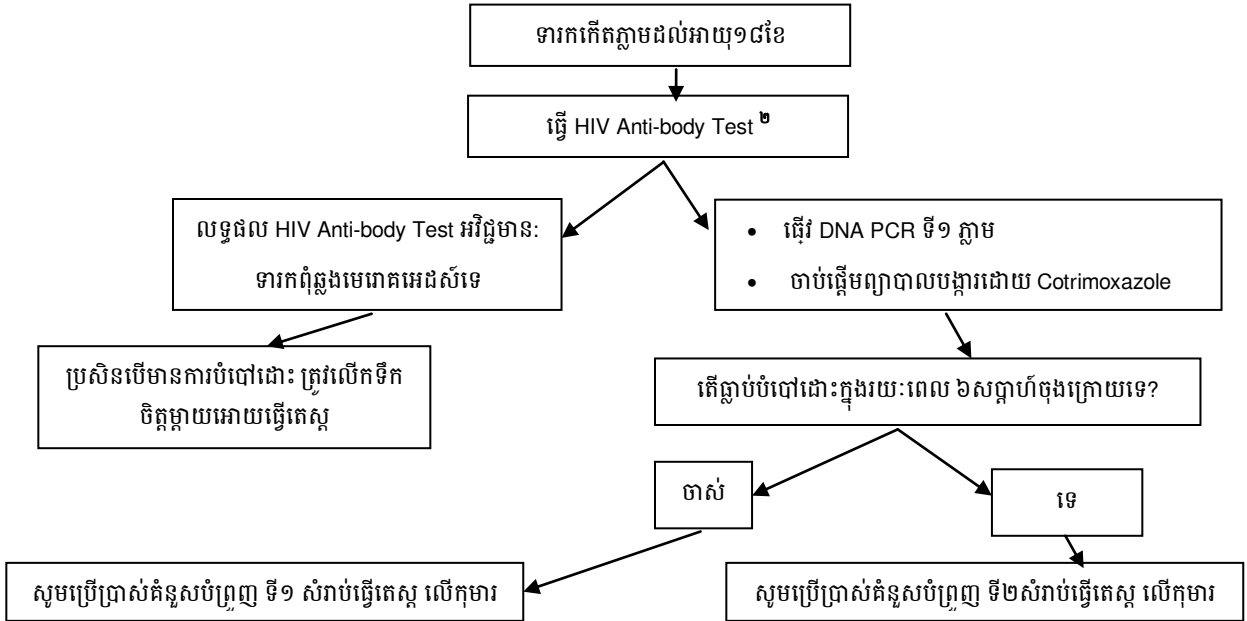 ទារកកើតភ្លាមដល់អាយុ១៨ខែ
ធ្វើ HIV Anti-body Test ២
លទ្ធផល HIV Anti-body Test អវិជ្ជមាន:
ទារកពុំឆ្លងមេរោគអេដស៍ទេ
• ធ្វើវ DNA PCR ទី១ ភ្លាម
• ចាប់ផ្តើមព្យាបាលបង្ការដោយ Cotrimoxazole
ប្រសិនបើមានការបំបៅដោះ ត្រូវលើកទឹក
ចិត្តម្តាយអោយធ្វើតេស្ត
តើធ្លាប់បំបៅដោះក្នុងរយៈពេល ៦សប្តាហ៍ចុងក្រោយទេ?
ចាស់
ទេ
សូមប្រើប្រាស់គំនួសបំព្រួញ ទី១ សំរាប់ធ្វើតេស្ត លើកុមារ
សូមប្រើប្រាស់គំនួសបំព្រួញ ទី២សំរាប់ធ្វើតេស្ត លើកុមារ